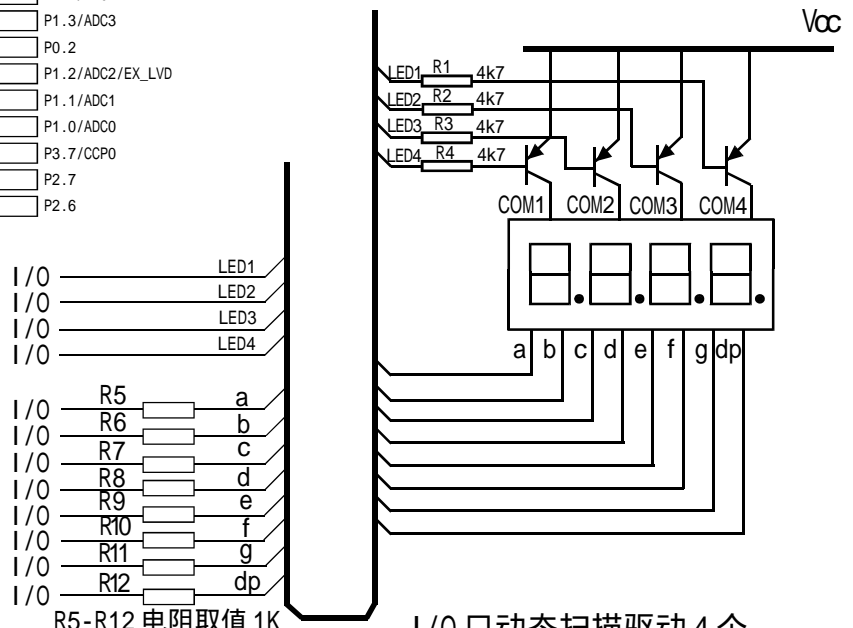 P1.3/ADC3
P0.2
P1.2/ADC2/EX_LVD
P1.1/ADC1
P1.0/ADC0
P3.7/CCP0
P2.7
P2.6
Vcc
LED1 R1 4k7
LED2 R2 4k7
LED3 R3 4k7
LED4 R4 4k7
COM1 COM2 COM3 COM4
a b c d e f g dp
I/O LED1
I/O LED2
I/O LED3
I/O LED4
I/O R5 a
I/O R6 b
I/O R7 c
I/O R8 d
I/O R9 e
I/O R10 f
I/O R11 g
I/O R12 dp
R5-R12 电阻取值 1K
I/O 口动态扫描驱动 4 个